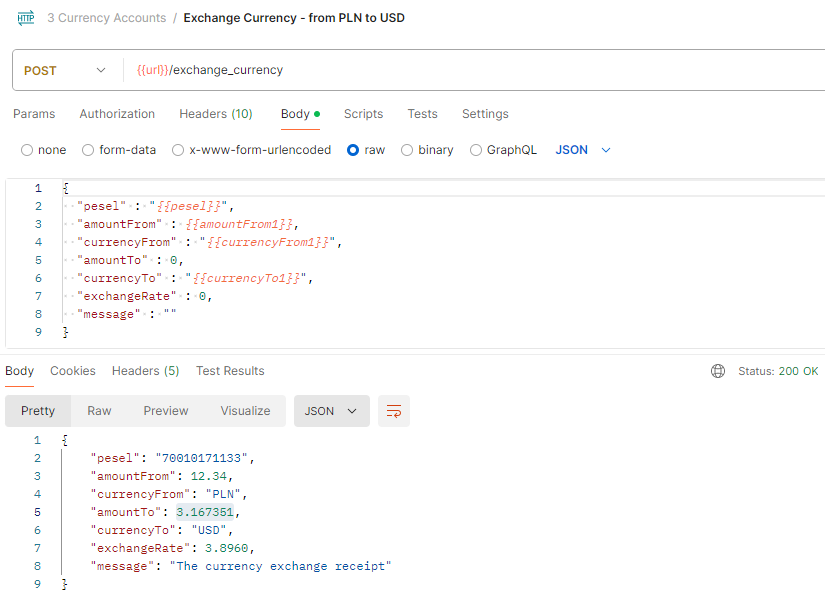 HTTP 3 Currency Accounts / Exchange Currency - from PLN to USD
POST {{url}}/exchange_currency
Params Authorization Headers (10) Body Scripts Tests Settings
none form-data x-www-form-urlencoded raw binary GraphQL JSON
1 {
2 "pesel" : "{{pesel}}",
3 "amountFrom" : {{amountFrom1}},
4 "currencyFrom" : "{{currencyFrom1}}",
5 "amountTo" : 0,
6 "currencyTo" : "{{currencyTo1}}",
7 "exchangeRate" : 0,
8 "message" : ""
9 }
Body Cookies Headers (5) Test Results Status: 200 OK
Pretty Raw Preview Visualize JSON
1 {
2 "pesel": "70010171133",
3 "amountFrom": 12.34,
4 "currencyFrom": "PLN",
5 "amountTo": 3.167351,
6 "currencyTo": "USD",
7 "exchangeRate": 3.8960,
8 "message": "The currency exchange receipt"
9 }